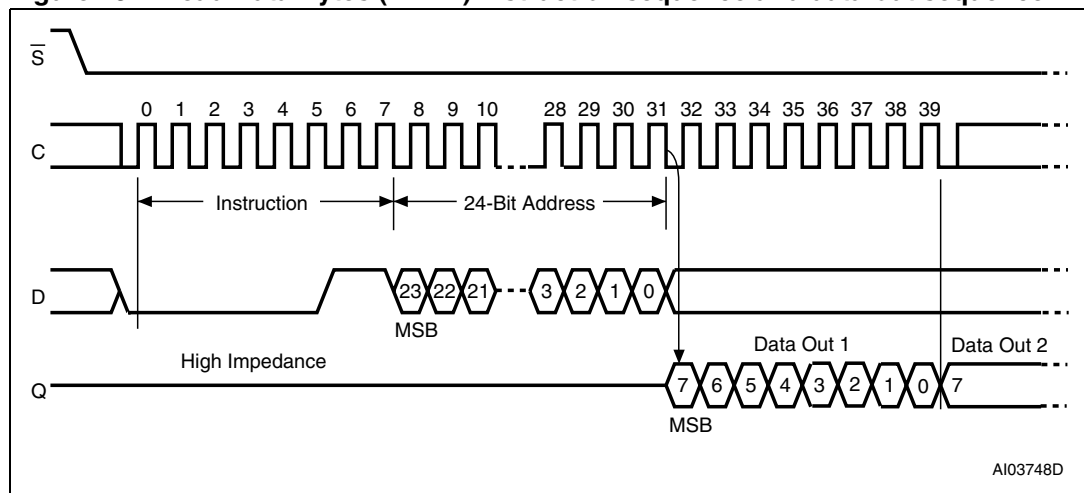 S
0 1 2 3 4 5 6 7 8 9 10 28 29 30 31 32 33 34 35 36 37 38 39
C
Instruction 24-Bit Address
D 23 22 21 3 2 1 0
MSB
High Impedance Data Out 1 Data Out 2
Q 7 6 5 4 3 2 1 0 7
MSB
AI03748D